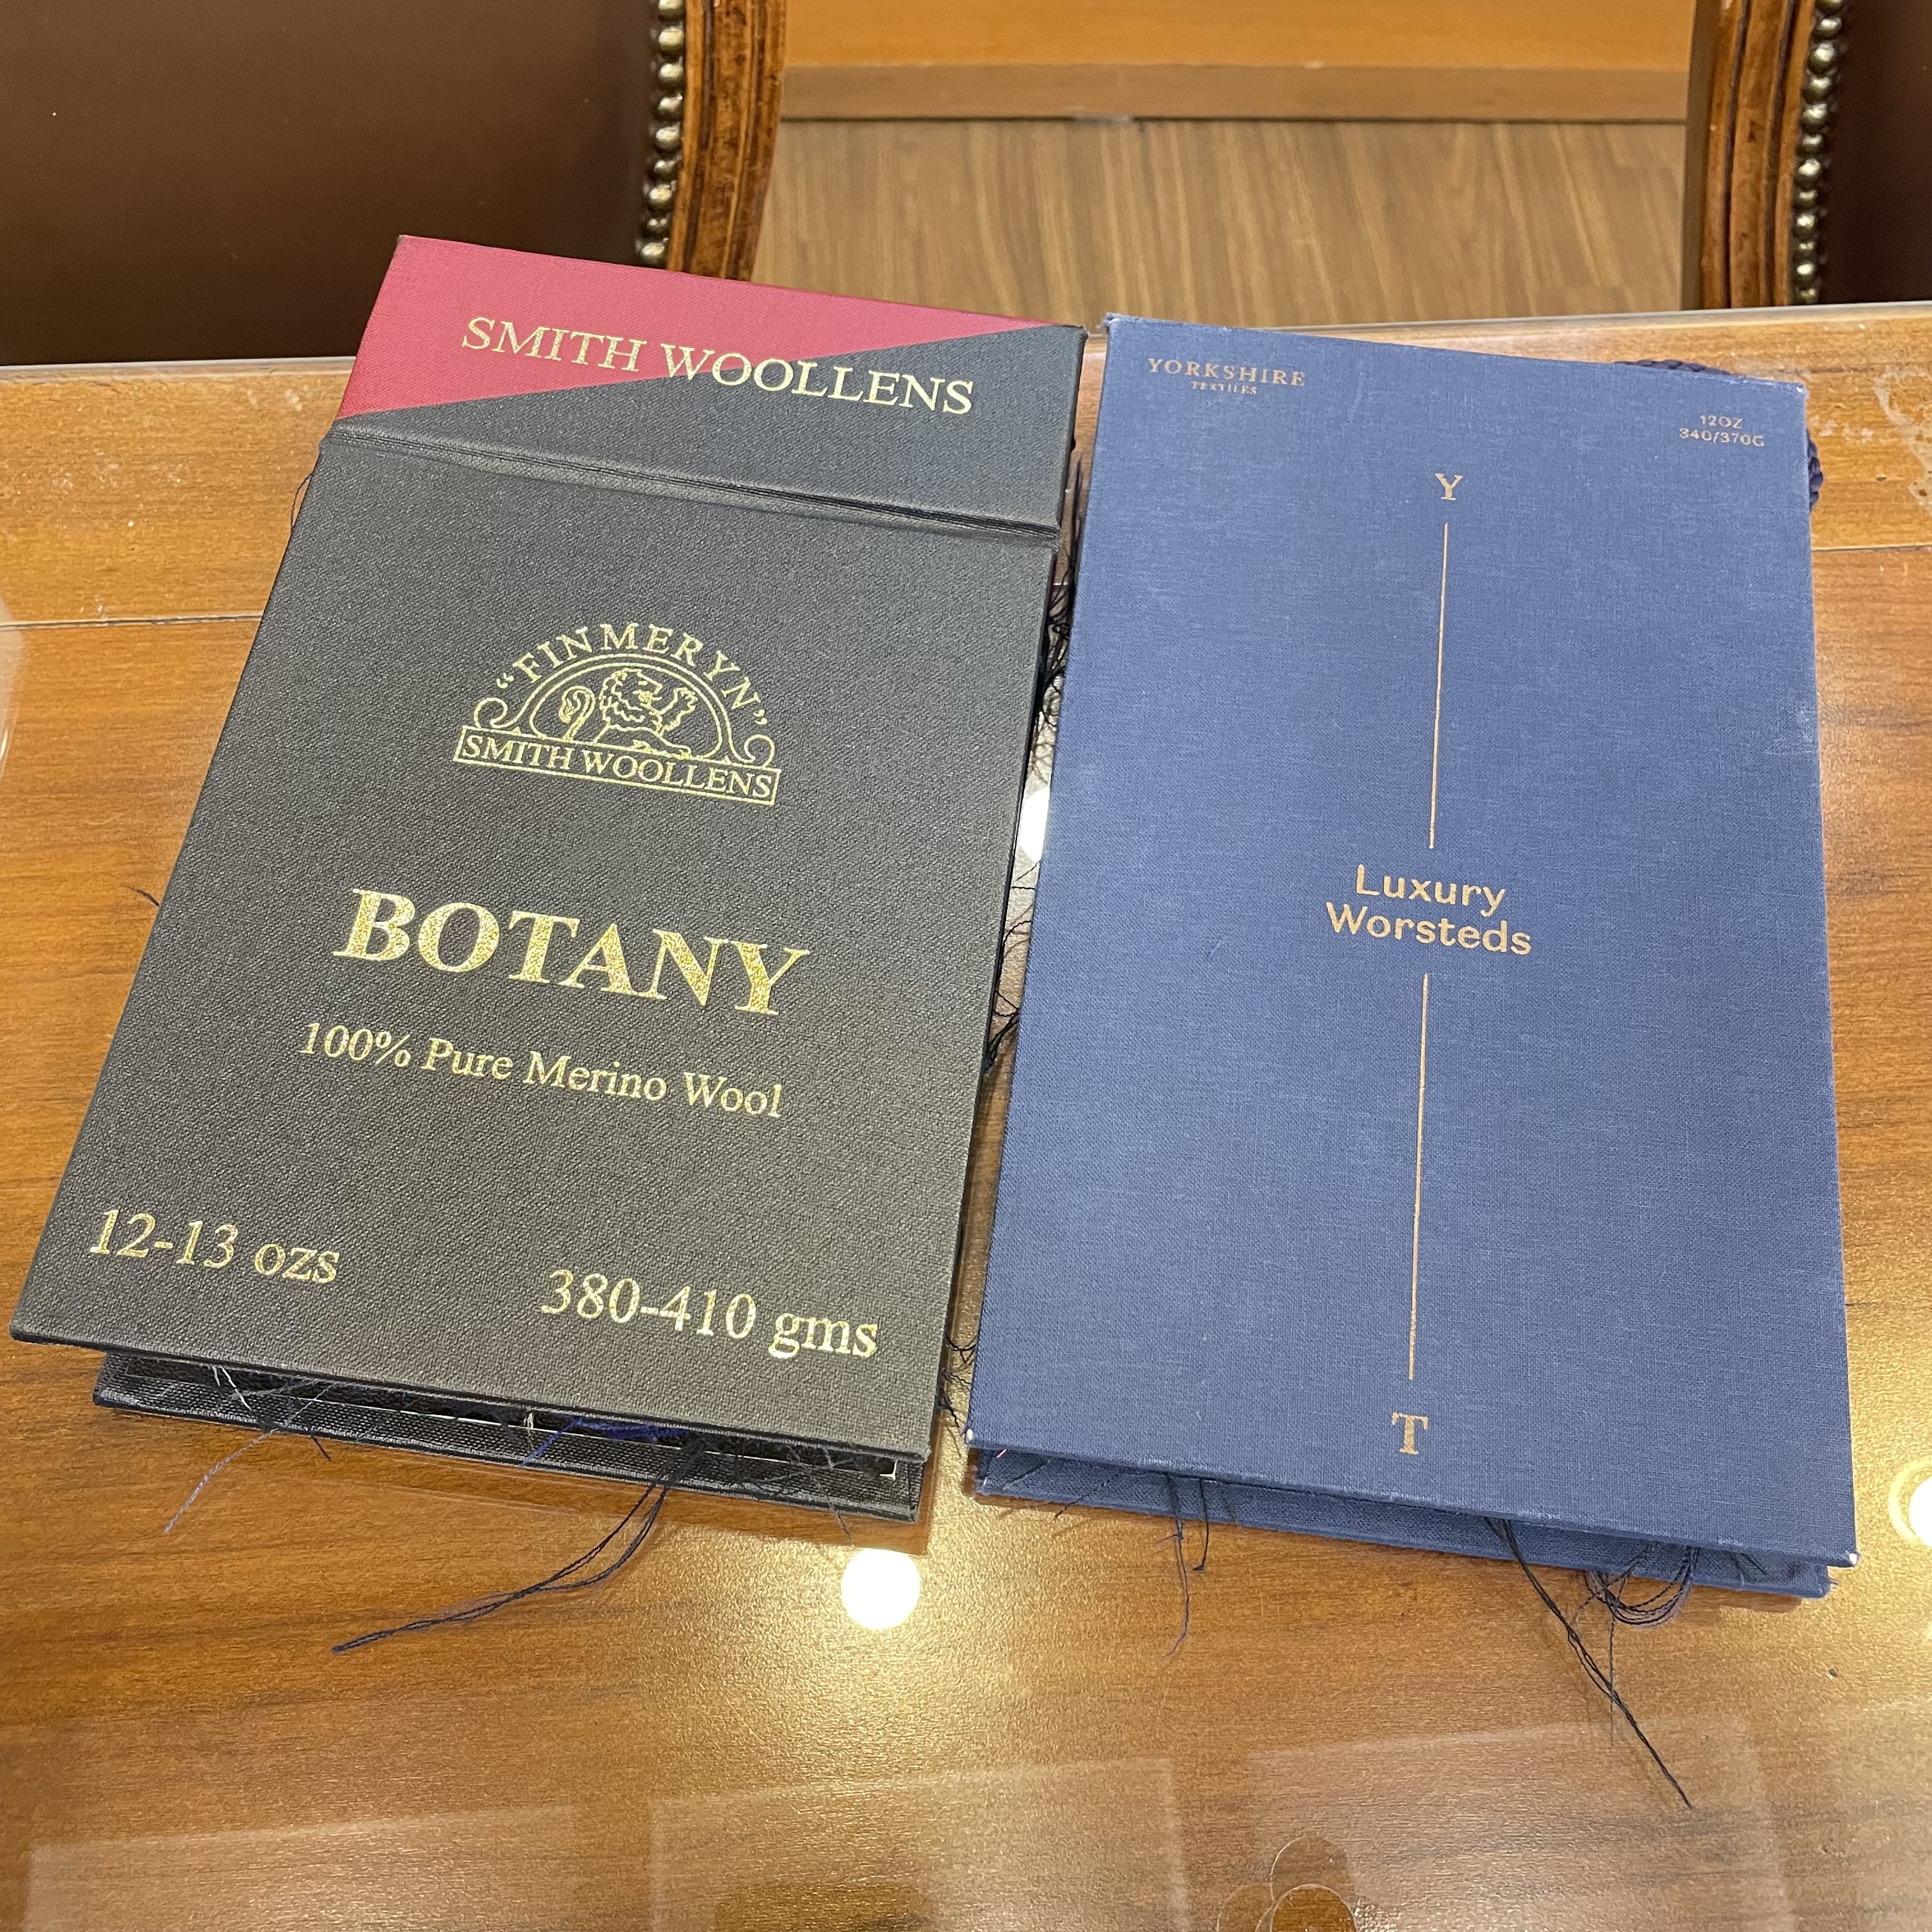 SMITH WOOLLENS
"FINMERYN"
SMITH WOOLLENS
BOTANY
100% Pure Merino Wool
12-13 ozs
380-410 gms
YORKSHIRE
TEXTILES
12OZ
340/370G
Y
Luxury
Worsteds
T